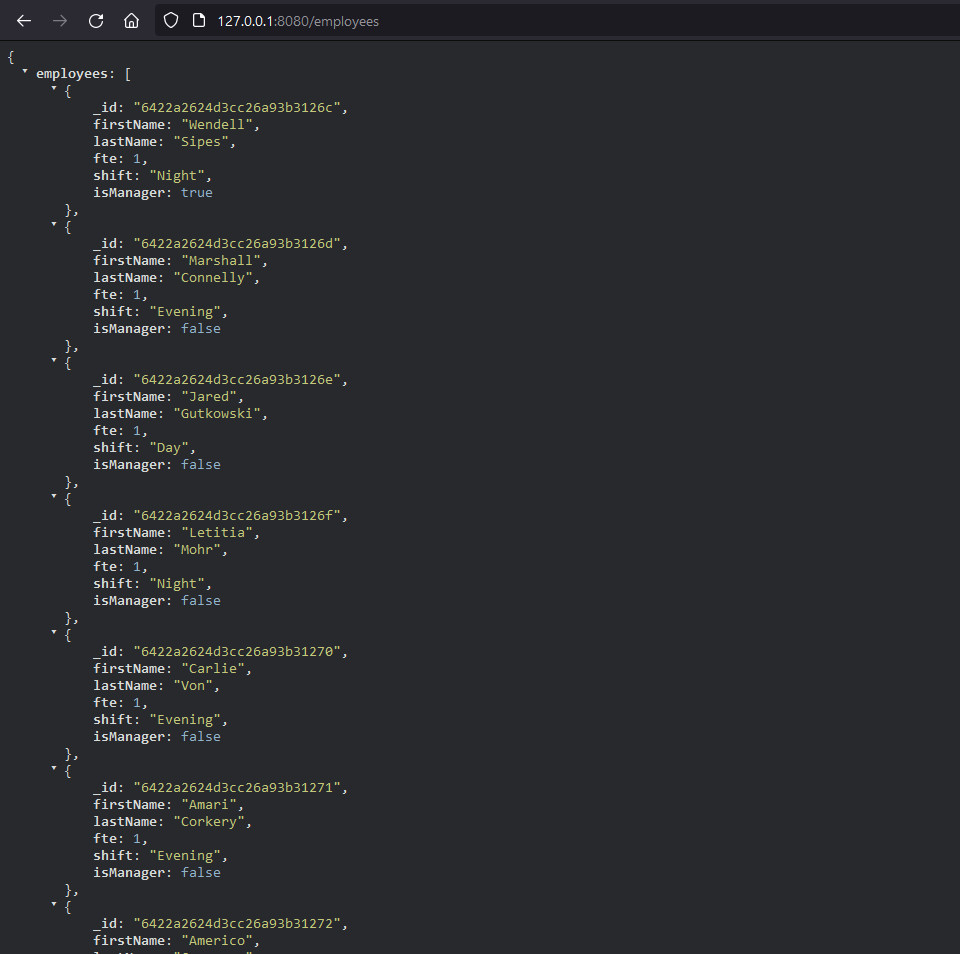 127.0.0.1:8080/employees
{
employees: [
{
_id: "6422a2624d3cc26a93b3126c",
firstName: "Wendell",
lastName: "Sipes",
fte: 1,
shift: "Night",
isManager: true
},
{
_id: "6422a2624d3cc26a93b3126d",
firstName: "Marshall",
lastName: "Connelly",
fte: 1,
shift: "Evening",
isManager: false
},
{
_id: "6422a2624d3cc26a93b3126e",
firstName: "Jared",
lastName: "Gutkowski",
fte: 1,
shift: "Day",
isManager: false
},
{
_id: "6422a2624d3cc26a93b3126f",
firstName: "Letitia",
lastName: "Mohr",
fte: 1,
shift: "Night",
isManager: false
},
{
_id: "6422a2624d3cc26a93b31270",
firstName: "Carlie",
lastName: "Von",
fte: 1,
shift: "Evening",
isManager: false
},
{
_id: "6422a2624d3cc26a93b31271",
firstName: "Amari",
lastName: "Corkery",
fte: 1,
shift: "Evening",
isManager: false
},
{
_id: "6422a2624d3cc26a93b31272",
firstName: "Americo",